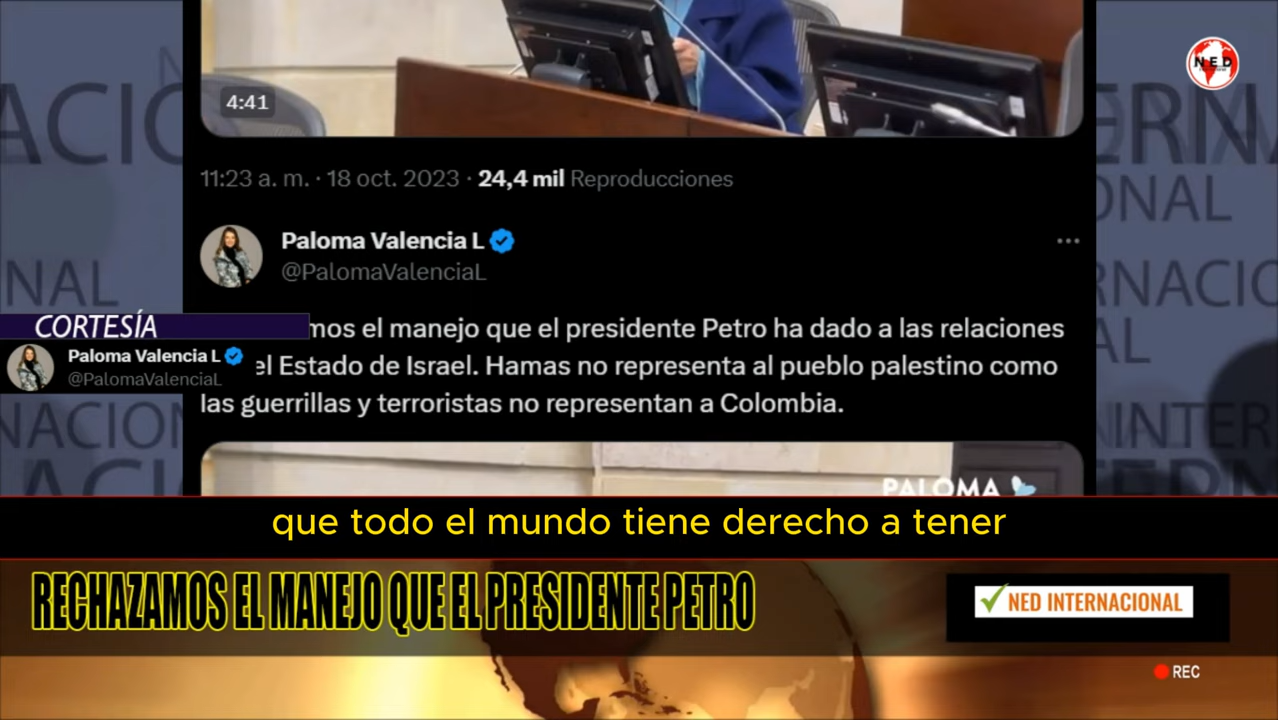 4:41
NED
11:23 a. m. · 18 oct. 2023 · 24,4 mil Reproducciones
Paloma Valencia L
@PalomaValenciaL
mos el manejo que el presidente Petro ha dado a las relaciones
el Estado de Israel. Hamas no representa al pueblo palestino como
las guerrillas y terroristas no representan a Colombia.
CORTESÍA
Paloma Valencia L
@PalomaValenciaL
PALOMA
que todo el mundo tiene derecho a tener
RECHAZAMOS EL MANEJO QUE EL PRESIDENTE PETRO
NED INTERNACIONAL
REC